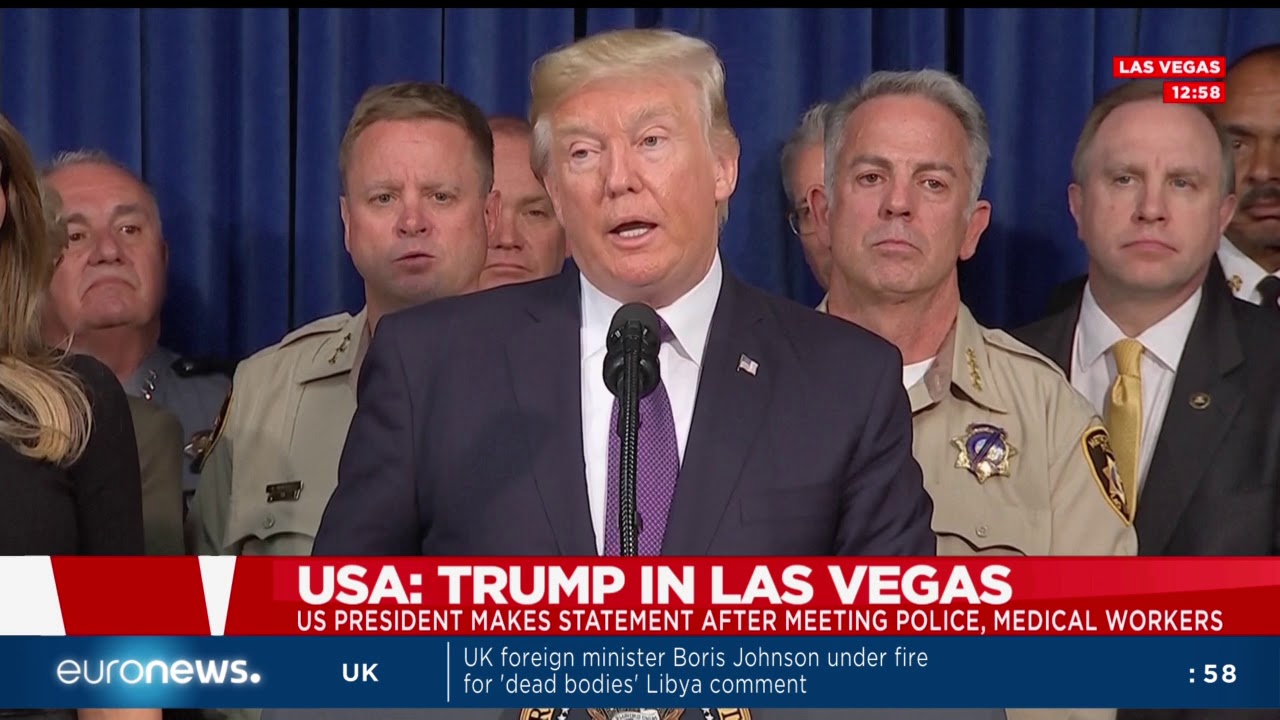 LAS VEGAS
12:58
USA: TRUMP IN LAS VEGAS
US PRESIDENT MAKES STATEMENT AFTER MEETING POLICE, MEDICAL WORKERS
euronews.
UK
UK foreign minister Boris Johnson under fire
for 'dead bodies' Libya comment
:58